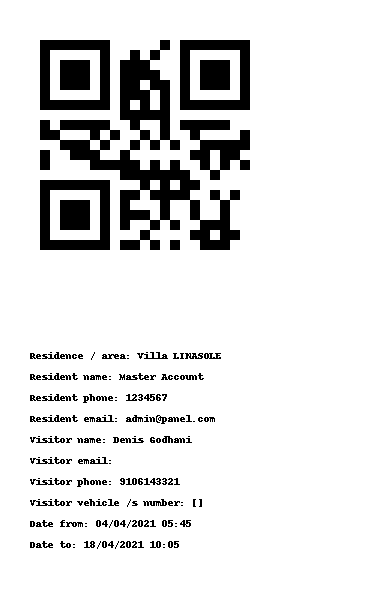 Residence / area: Villa LINASOLE
Resident name: Master Account
Resident phone: 1234567
Resident email: admin@panel.com
Visitor name: Denis Godhani
Visitor email:
Visitor phone: 9106143321
Visitor vehicle /s number: []
Date from: 04/04/2021 05:45
Date to: 18/04/2021 10:05